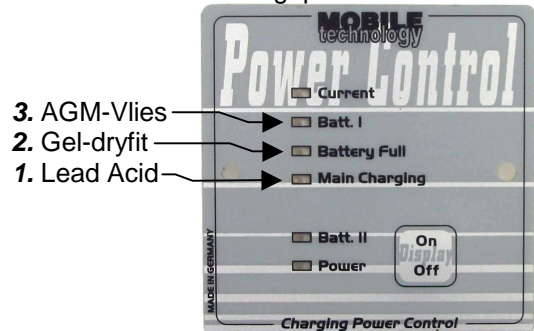 MOBILE
technology
Power Control
Current
3. AGM-Vlies
Batt. I
2. Gel-dryfit
Battery Full
1. Lead Acid
Main Charging
MADE IN GERMANY
Batt. II
On
Display
Off
Power
Charging Power Control